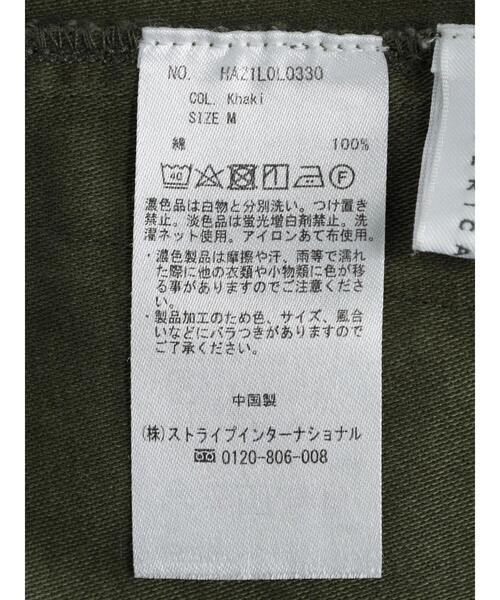 NO. HAZ1L0L0330
COL. Khaki
SIZE M
綿 100%
40
濃色品は白物と分別洗い。つけ置き
禁止。淡色品は蛍光増白剤禁止。洗
濯ネット使用。アイロンあて布使用。
・濃色製品は摩擦や汗、雨等で濡れ
た際に他の衣類や小物類に色が移
る事がありますのでご注意くださ
い。
・製品加工のため色、サイズ、風合
いなどにバラつきがありますので
ご了承ください。
中国製
(株)ストライプインターナショナル
0120-806-008
ERICA